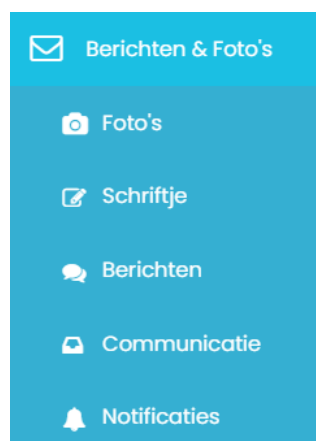 Berichten & Foto's
Foto's
Schriftje
Berichten
Communicatie
Notificaties